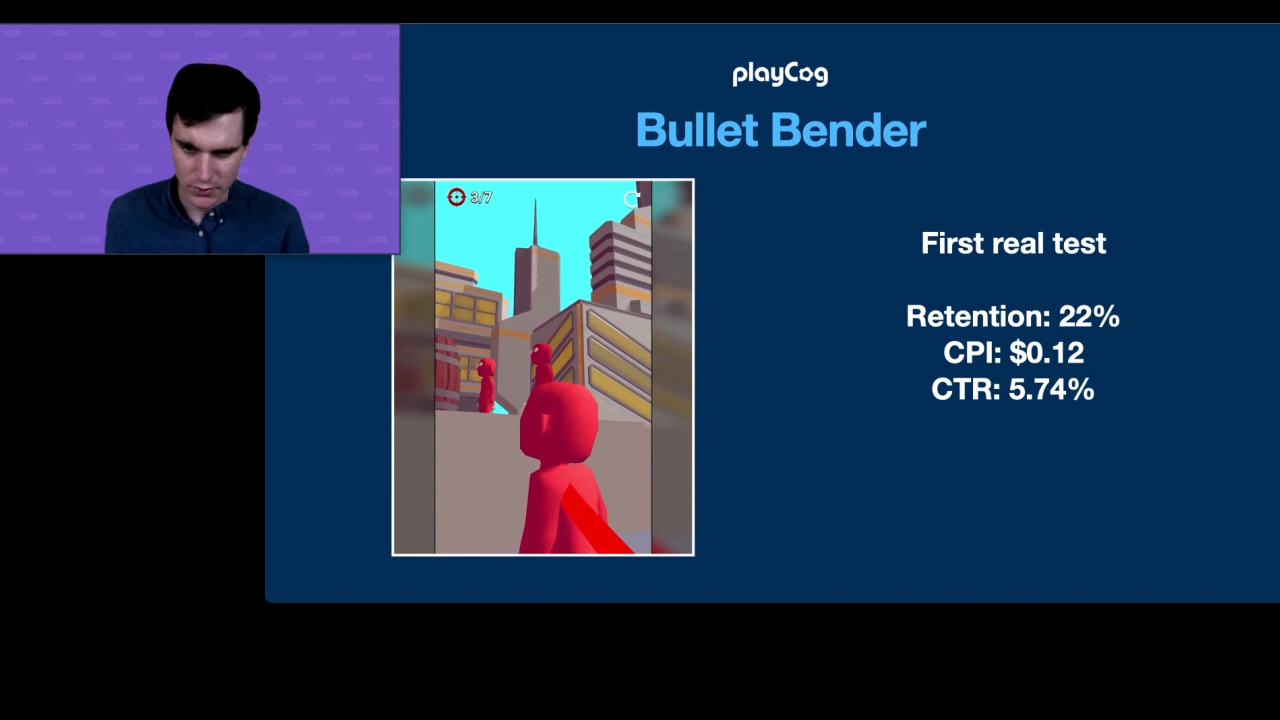 playCog
Bullet Bender
3/7
First real test
Retention: 22%
CPI: $0.12
CTR: 5.74%